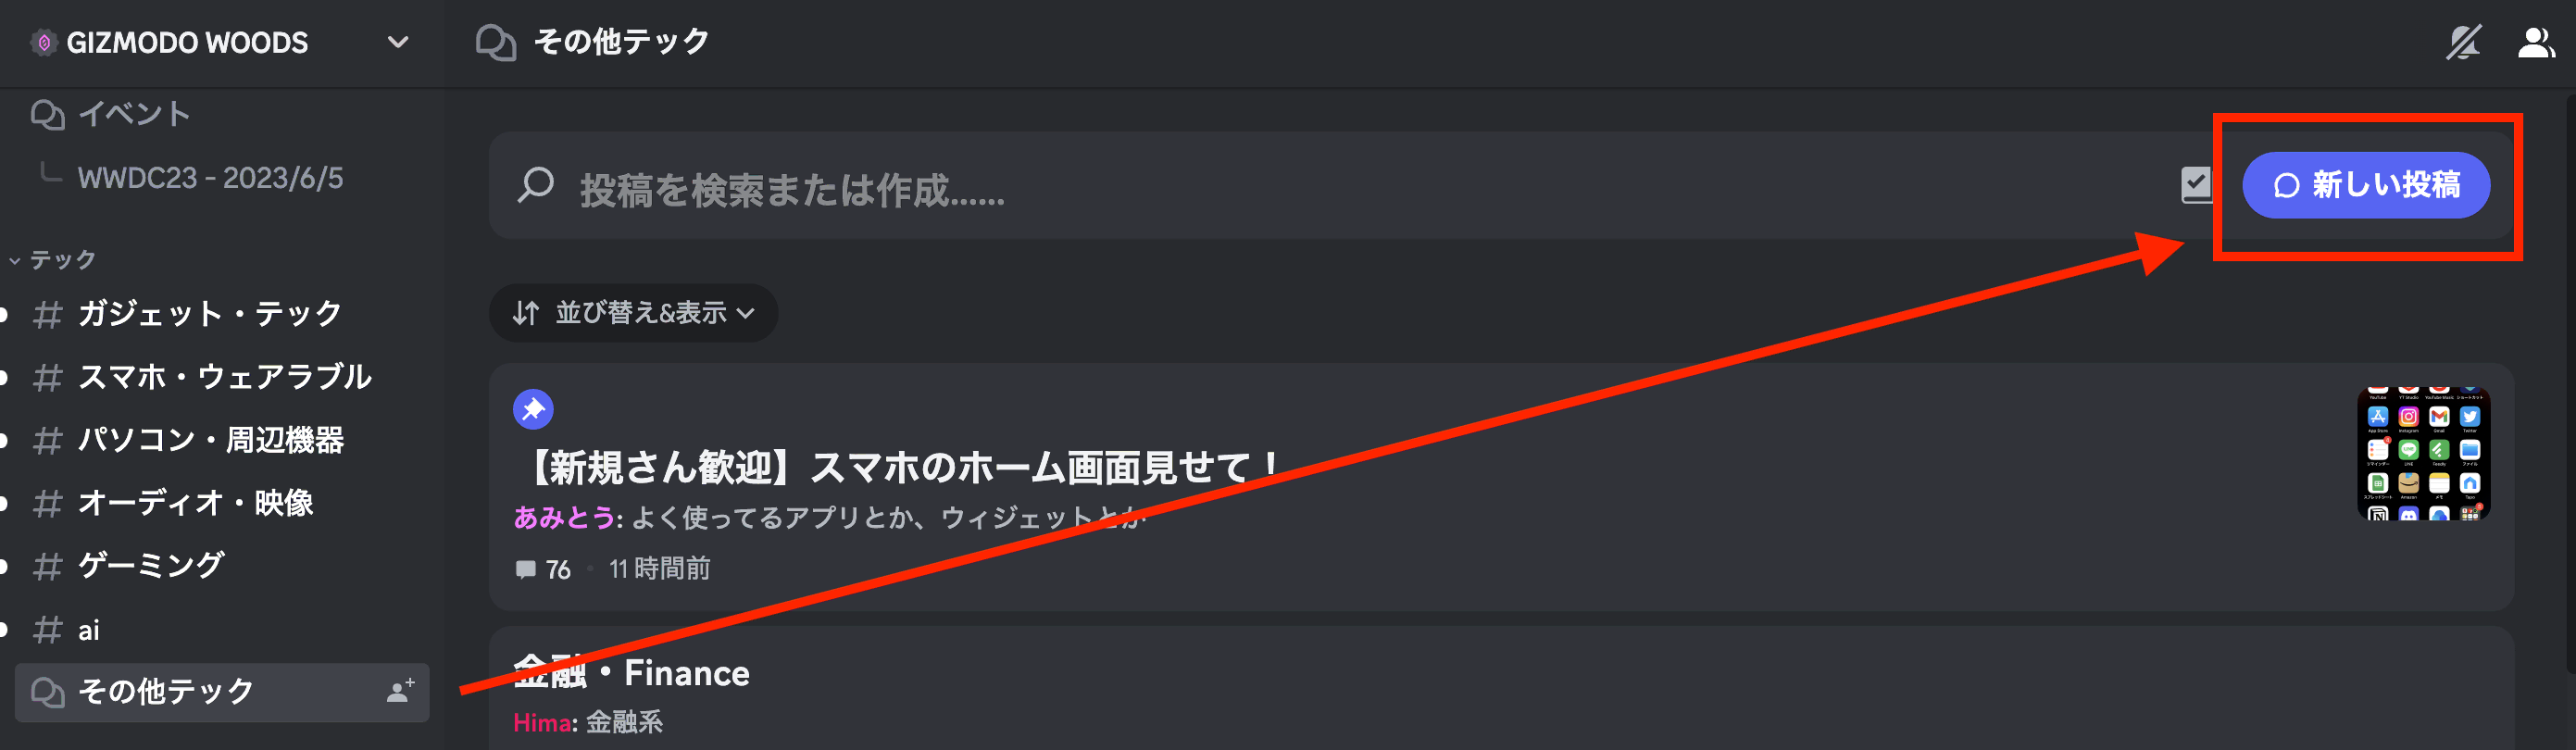 GIZMODO WOODS
イベント
WWDC23 - 2023/6/5
テック
# ガジェット・テック
# スマホ・ウェアラブル
# パソコン・周辺機器
# オーディオ・映像
# ゲーミング
# ai
その他テック
その他テック
投稿を検索または作成......
新しい投稿
並び替え&表示
【新規さん歓迎】スマホのホーム画面見せて！
あみとう: よく使ってるアプリとか、ウィジェットとか
76 • 11 時間前
金融・Finance
Hima: 金融系